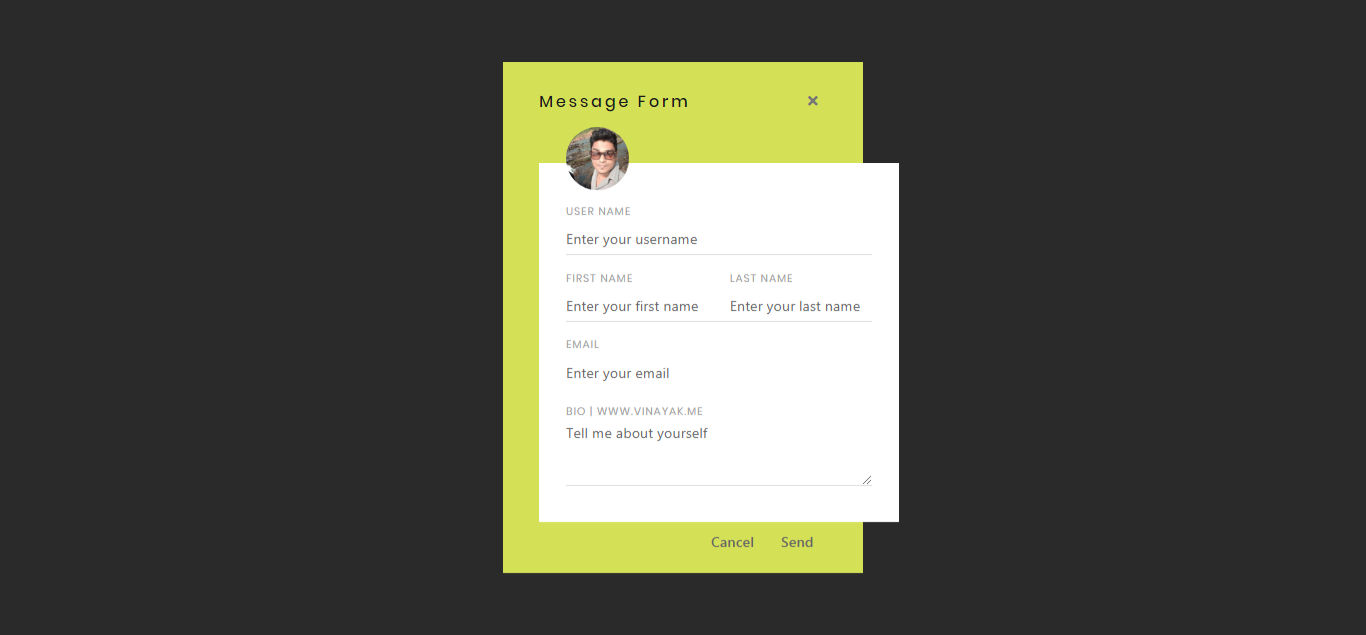 Message Form
USER NAME
Enter your username
FIRST NAME LAST NAME
Enter your first name Enter your last name
EMAIL
Enter your email
BIO | WWW.VINAYAK.ME
Tell me about yourself
Cancel Send